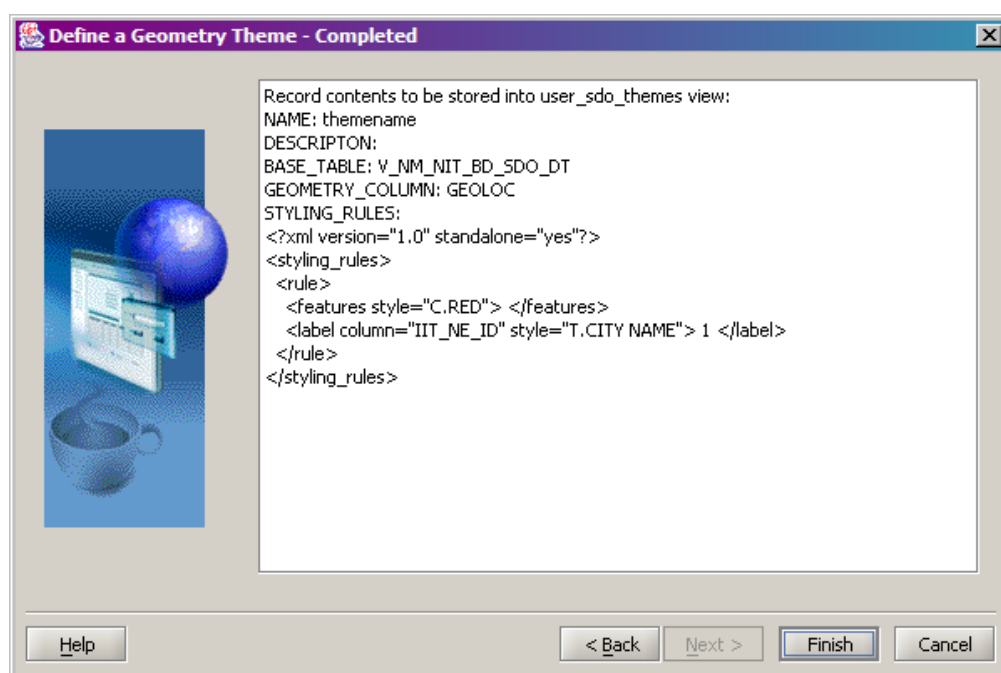 Define a Geometry Theme - Completed
Record contents to be stored into user_sdo_themes view:
NAME: themename
DESCRIPTON:
BASE_TABLE: V_NM_NIT_BD_SDO_DT
GEOMETRY_COLUMN: GEOLOC
STYLING_RULES:
<?xml version="1.0" standalone="yes"?>
<styling_rules>
<rule>
<features style="C.RED"> </features>
<label column="IIT_NE_ID" style="T.CITY NAME"> 1 </label>
</rule>
</styling_rules>
Help
< Back
Next >
Finish
Cancel